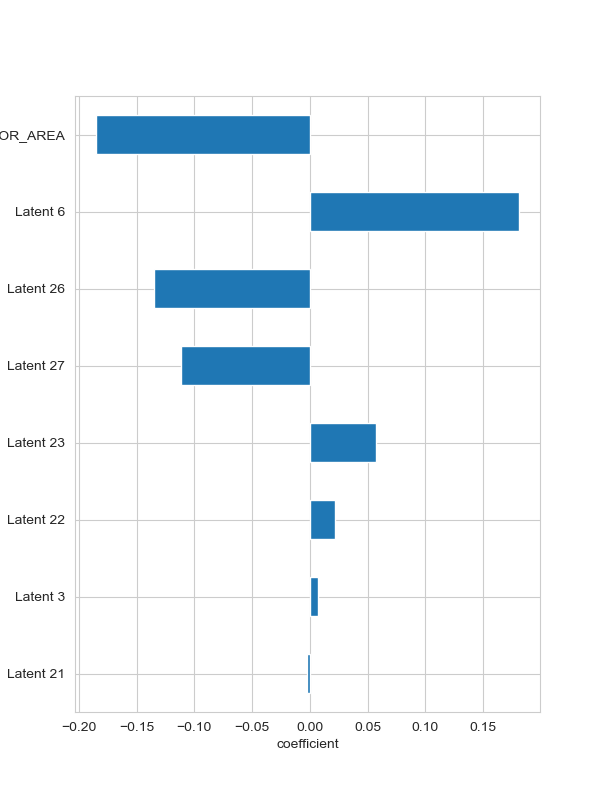 OR_AREA
Latent 6
Latent 26
Latent 27
Latent 23
Latent 22
Latent 3
Latent 21
−0.20 −0.15 −0.10 −0.05 0.00 0.05 0.10 0.15
coefficient